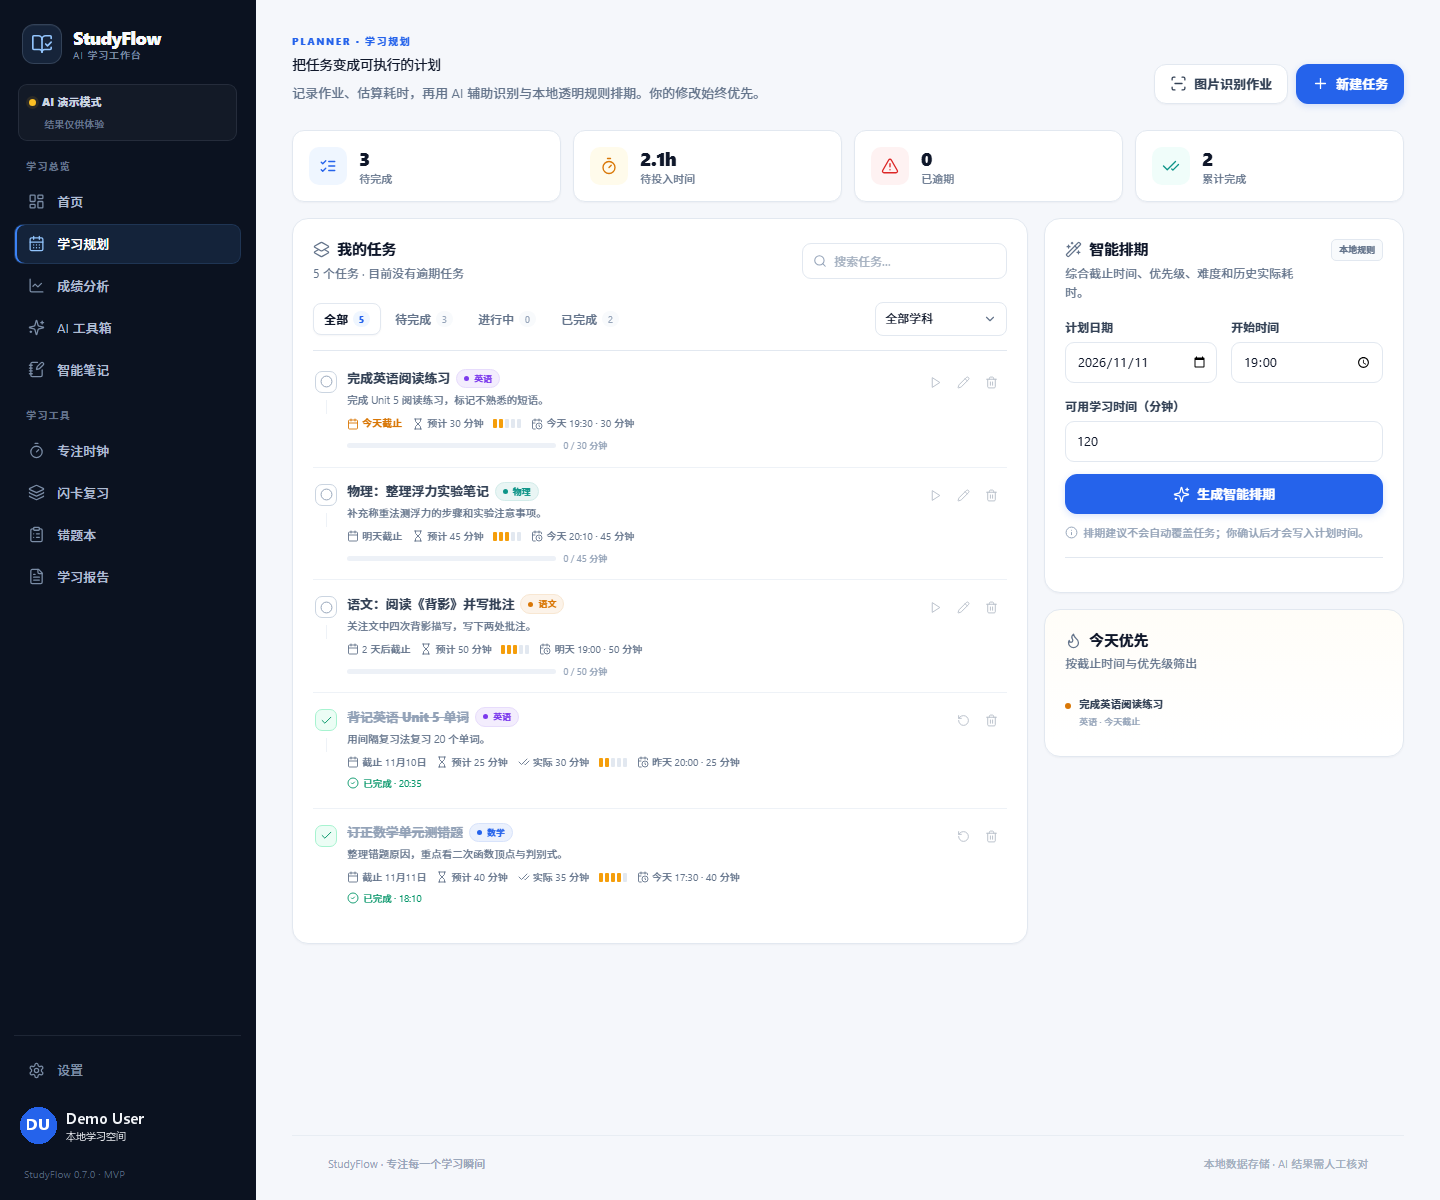 StudyFlow
AI 学习工作台
AI 演示模式
结果仅供体验
学习总览
首页
学习规划
成绩分析
AI 工具箱
智能笔记
学习工具
专注时钟
闪卡复习
错题本
学习报告
设置
DU
Demo User
本地学习空间
StudyFlow 0.7.0 · MVP
PLANNER · 学习规划
把任务变成可执行的计划
记录作业、估算耗时，再用 AI 辅助识别与本地透明规则排期。你的修改始终优先。
图片识别作业
新建任务
3
待完成
2.1h
待投入时间
0
已逾期
2
累计完成
我的任务
5 个任务 · 目前没有逾期任务
搜索任务...
全部 5
待完成 3
进行中 0
已完成 2
全部学科
完成英语阅读练习 英语
完成 Unit 5 阅读练习，标记不熟悉的短语。
今天截止 预计 30 分钟 今天 19:30 · 30 分钟
0 / 30 分钟
物理：整理浮力实验笔记 物理
补充称重法测浮力的步骤和实验注意事项。
明天截止 预计 45 分钟 今天 20:10 · 45 分钟
0 / 45 分钟
语文：阅读《背影》并写批注 语文
关注文中四次背影描写，写下两处批注。
2 天后截止 预计 50 分钟 明天 19:00 · 50 分钟
0 / 50 分钟
背记英语 Unit 5 单词 英语
用间隔复习法复习 20 个单词。
截止 11月10日 预计 25 分钟 实际 30 分钟 昨天 20:00 · 25 分钟
已完成 · 20:35
订正数学单元测错题 数学
整理错题原因，重点看二次函数顶点与判别式。
截止 11月11日 预计 40 分钟 实际 35 分钟 今天 17:30 · 40 分钟
已完成 · 18:10
智能排期
本地规则
综合截止时间、优先级、难度和历史实际耗
时。
计划日期
开始时间
2026/11/11
19:00
可用学习时间（分钟）
120
生成智能排期
排期建议不会自动覆盖任务；你确认后才会写入计划时间。
今天优先
按截止时间与优先级筛出
完成英语阅读练习
英语 · 今天截止
StudyFlow · 专注每一个学习瞬间
本地数据存储 · AI 结果需人工核对